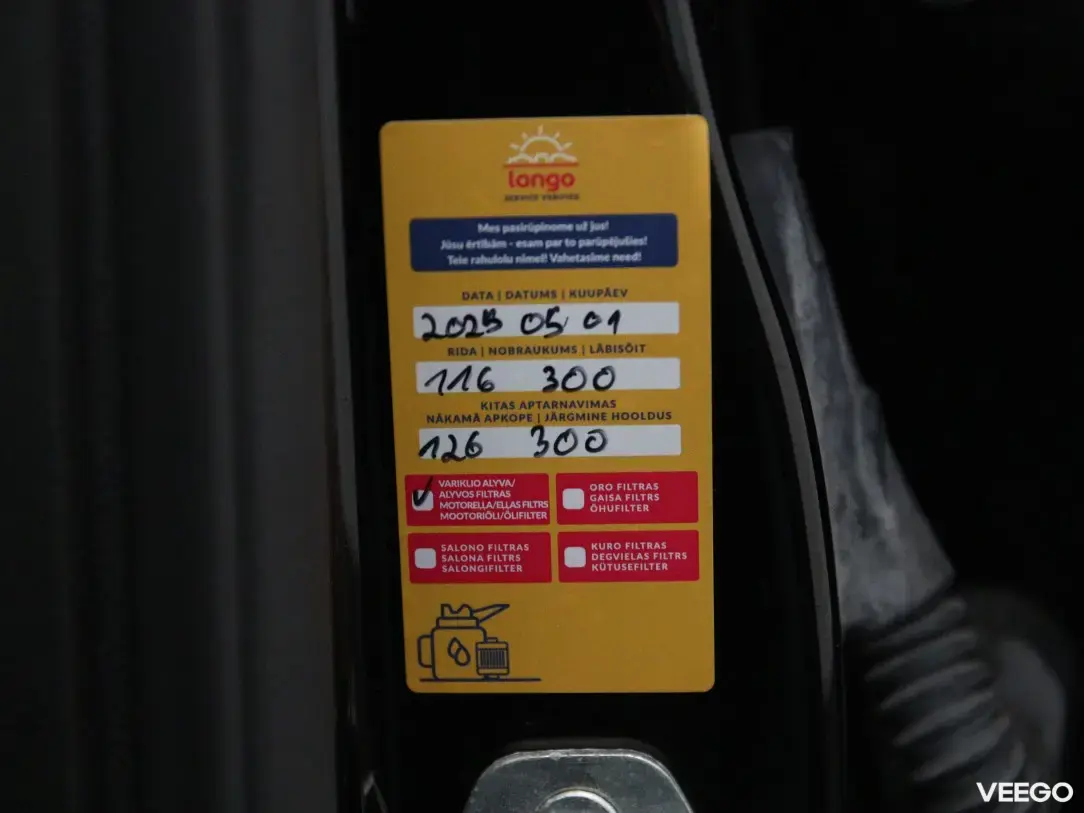 longo
SERVICE VERIFIED
Mes pasirūpinome už jus!
Jūsu ērtībām - esam par to parūpējušies!
Teie rahulolu nimel! Vahetasime need!
DATA | DATUMS | KUUPÄEV
2025 05 01
RIDA | NOBRAUKUMS | LÄBISÕIT
116 300
KITAS APTARNAVIMAS
NĀKAMĀ APKOPE | JÄRGMINE HOOLDUS
126 300
VARIKLIO ALYVA/
ALYVOS FILTRAS
MOTOREĻĻA/EĻĻAS FILTRS
MOOTORIÕLI/ÕLIFILTER
ORO FILTRAS
GAISA FILTRS
ÕHUFILTER
SALONO FILTRAS
SALONA FILTRS
SALONGIFILTER
KURO FILTRAS
DEGVIELAS FILTRS
KÜTUSEFILTER
VEEGO